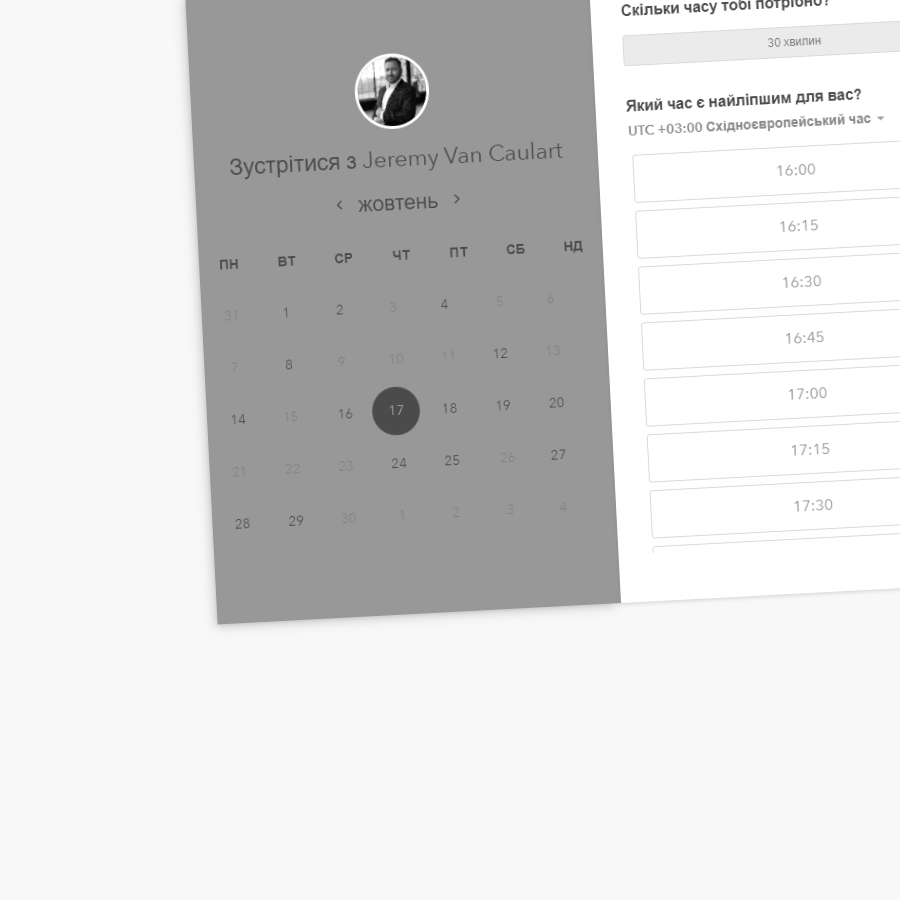 Зустрітися з Jeremy Van Caulart
‹ жовтень ›
ПН ВТ СР ЧТ ПТ СБ НД
31 1 2 3 4 5 6
7 8 9 10 11 12 13
14 15 16 17 18 19 20
21 22 23 24 25 26 27
28 29 30 1 2 3 4
Скільки часу тобі потрібно?
30 хвилин
Який час є найліпшим для вас?
UTC +03:00 Східноєвропейський час
16:00
16:15
16:30
16:45
17:00
17:15
17:30